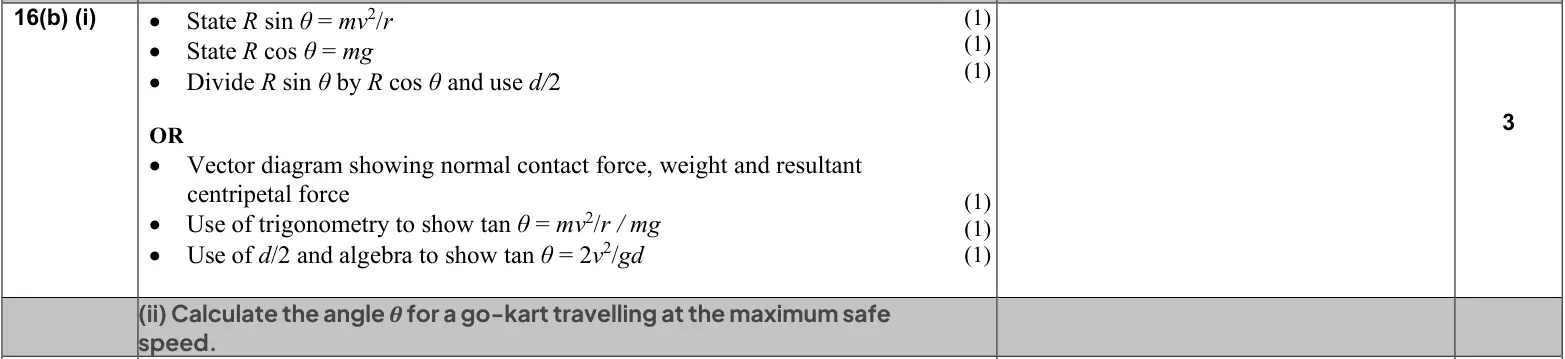 16(b) (i)
• State R sin θ = mv²/r (1)
• State R cos θ = mg (1)
• Divide R sin θ by R cos θ and use d/2 (1)
OR
• Vector diagram showing normal contact force, weight and resultant
centripetal force (1)
• Use of trigonometry to show tan θ = mv²/r / mg (1)
• Use of d/2 and algebra to show tan θ = 2v²/gd (1)
3
(ii) Calculate the angle θ for a go-kart travelling at the maximum safe
speed.